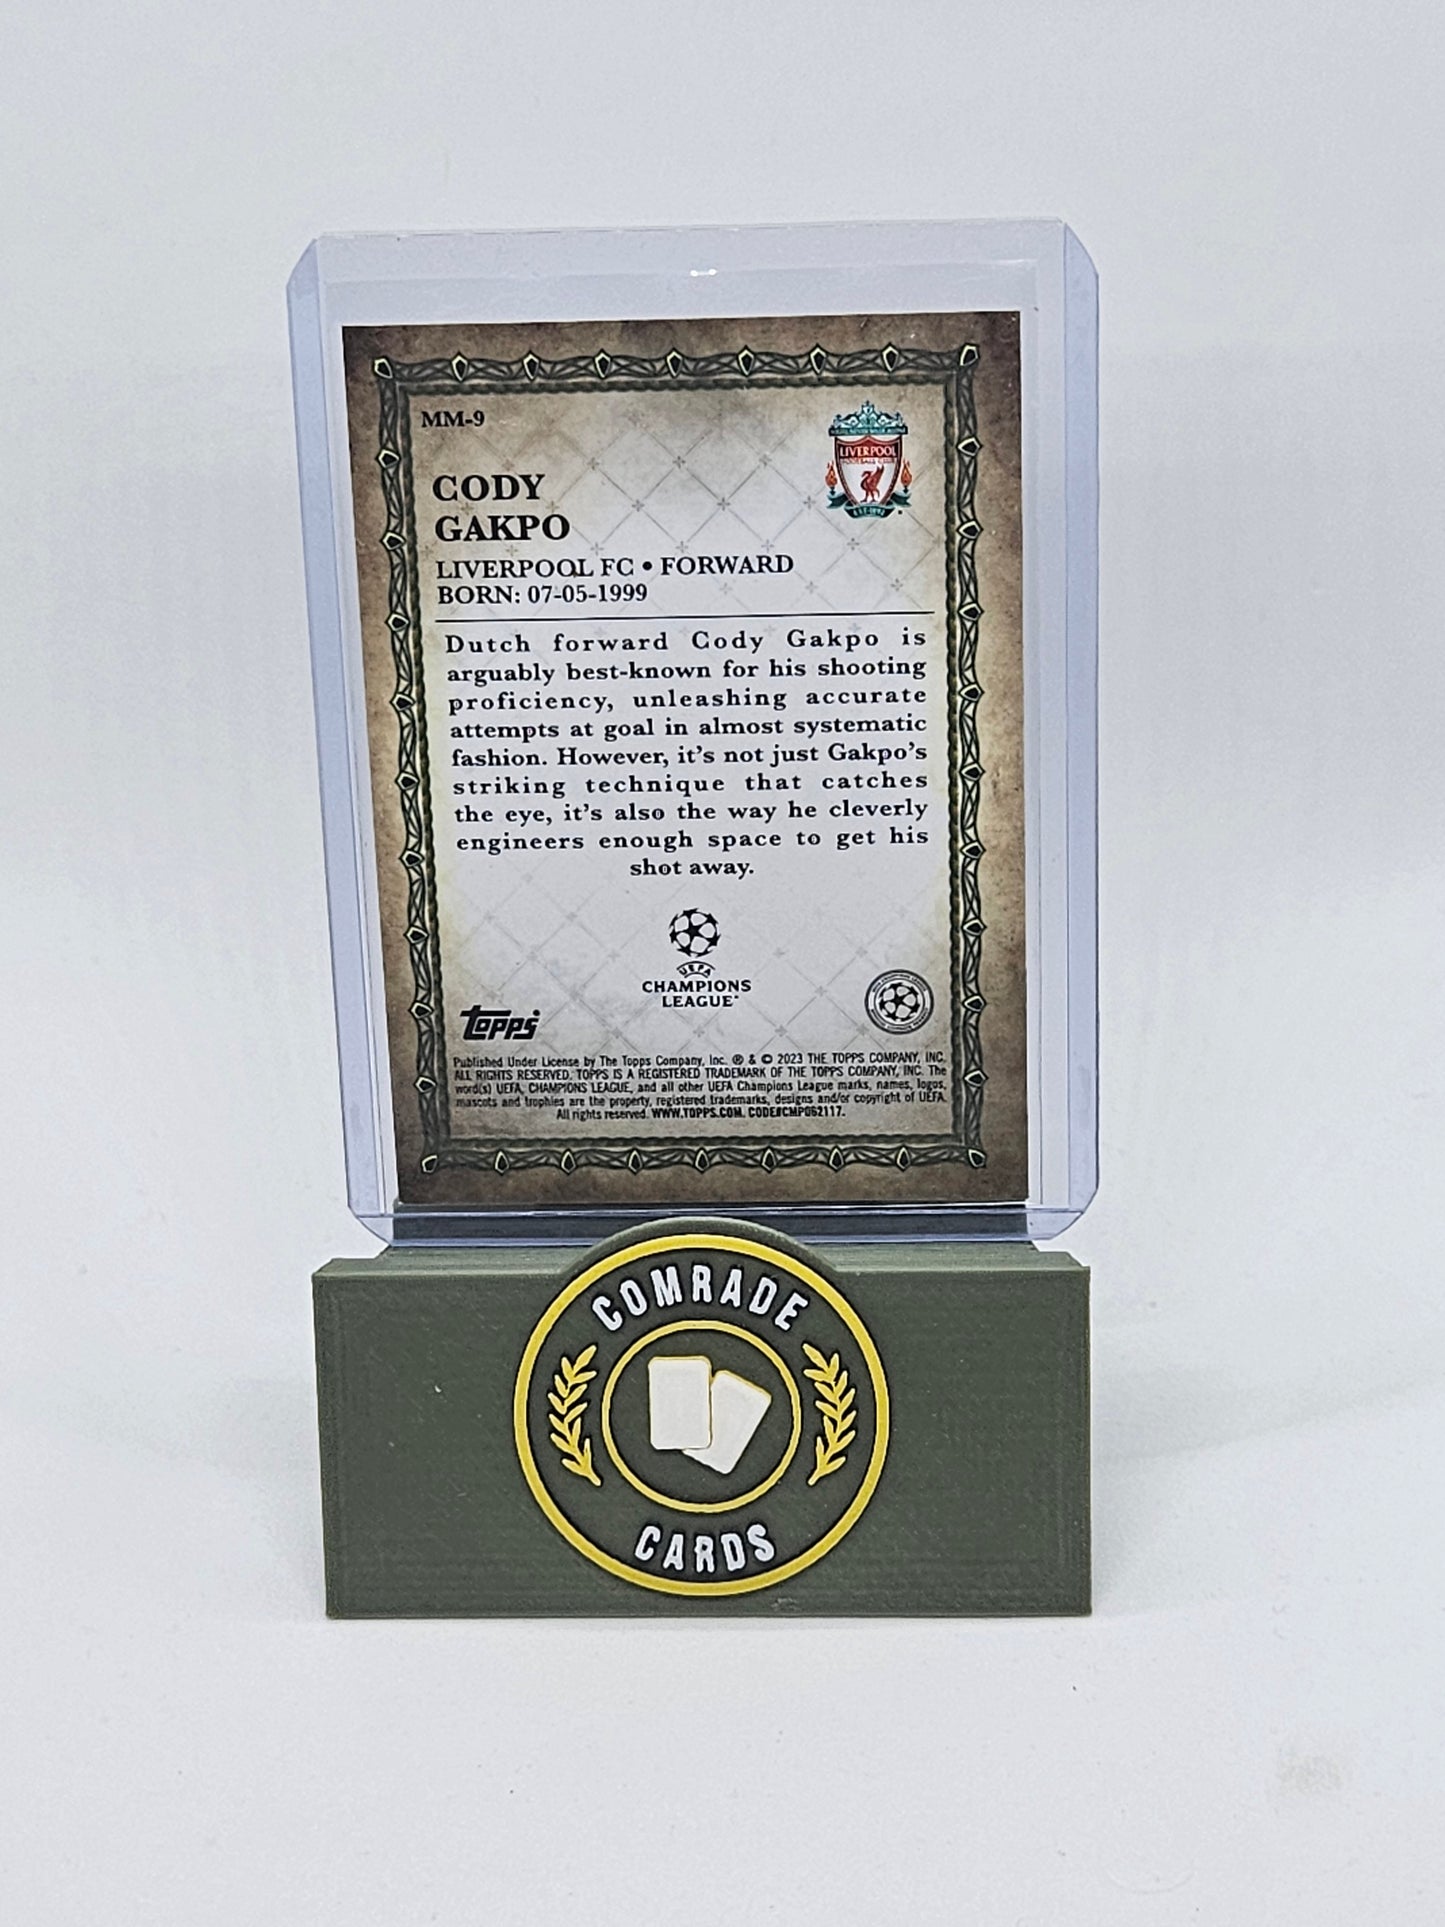 MM-9
LIVERPOOL
FOOTBALL CLUB
CODY
GAKPO
LIVERPOOL FC • FORWARD
BORN: 07-05-1999
Dutch forward Cody Gakpo is
arguably best-known for his shooting
proficiency, unleashing accurate
attempts at goal in almost systematic
fashion. However, it's not just Gakpo's
striking technique that catches
the eye, it's also the way he cleverly
engineers enough space to get his
shot away.
UEFA
CHAMPIONS
LEAGUE
Topps
Published Under License by The Topps Company, Inc. ® & © 2023 THE TOPPS COMPANY, INC.
ALL RIGHTS RESERVED. TOPPS IS A REGISTERED TRADEMARK OF THE TOPPS COMPANY, INC. The
word(s) UEFA, CHAMPIONS LEAGUE, and all other UEFA Champions League marks, names, logos,
mascots and trophies are the property, registered trademarks, designs and/or copyright of UEFA.
All rights reserved. WWW.TOPPS.COM. CODE#CMP062117.
COMRADE
CARDS